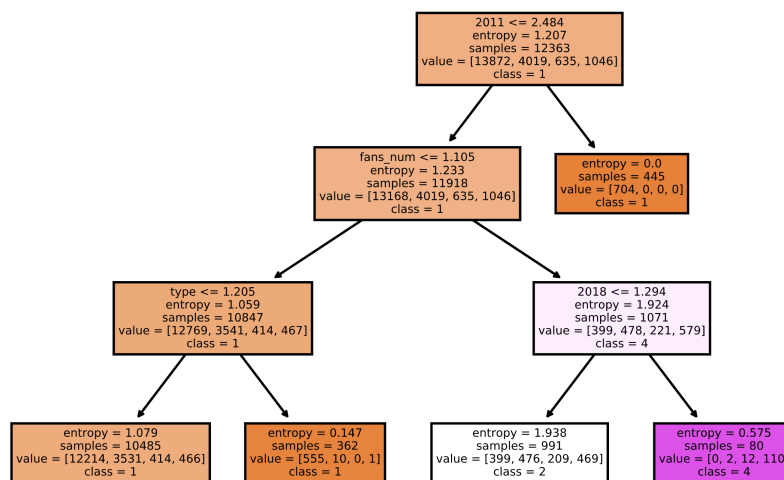 2011 <= 2.484
entropy = 1.207
samples = 12363
value = [13872, 4019, 635, 1046]
class = 1
fans_num <= 1.105
entropy = 1.233
samples = 11918
value = [13168, 4019, 635, 1046]
class = 1
entropy = 0.0
samples = 445
value = [704, 0, 0, 0]
class = 1
type <= 1.205
entropy = 1.059
samples = 10847
value = [12769, 3541, 414, 467]
class = 1
2018 <= 1.294
entropy = 1.924
samples = 1071
value = [399, 478, 221, 579]
class = 4
entropy = 1.079
samples = 10485
value = [12214, 3531, 414, 466]
class = 1
entropy = 0.147
samples = 362
value = [555, 10, 0, 1]
class = 1
entropy = 1.938
samples = 991
value = [399, 476, 209, 469]
class = 2
entropy = 0.575
samples = 80
value = [0, 2, 12, 110]
class = 4